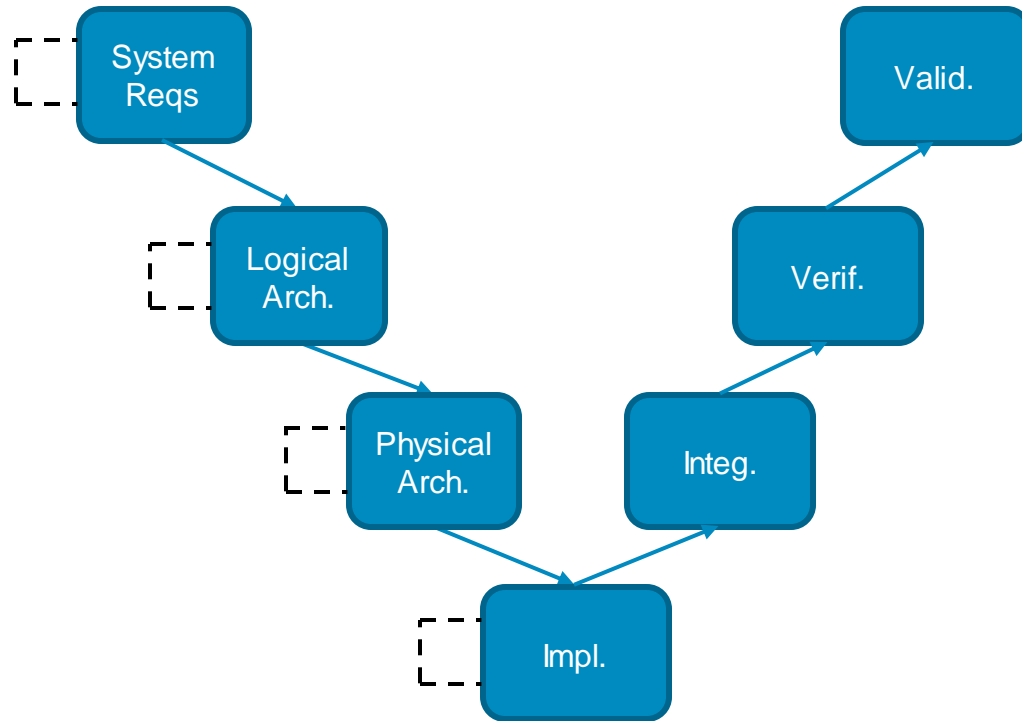 System
Reqs
Valid.
Logical
Arch.
Verif.
Physical
Arch.
Integ.
Impl.